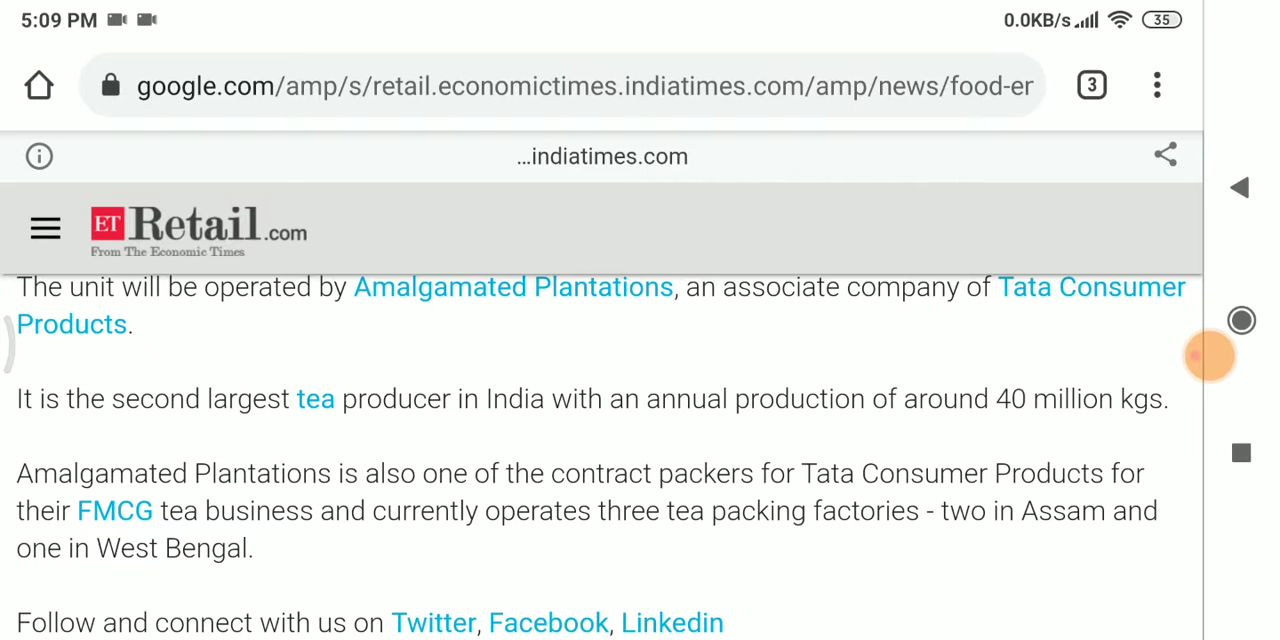 5:09 PM 0.0KB/s 35
google.com/amp/s/retail.economictimes.indiatimes.com/amp/news/food-er 3
...indiatimes.com
ET Retail.com
From The Economic Times
The unit will be operated by Amalgamated Plantations, an associate company of Tata Consumer
Products.
It is the second largest tea producer in India with an annual production of around 40 million kgs.
Amalgamated Plantations is also one of the contract packers for Tata Consumer Products for
their FMCG tea business and currently operates three tea packing factories - two in Assam and
one in West Bengal.
Follow and connect with us on Twitter, Facebook, Linkedin